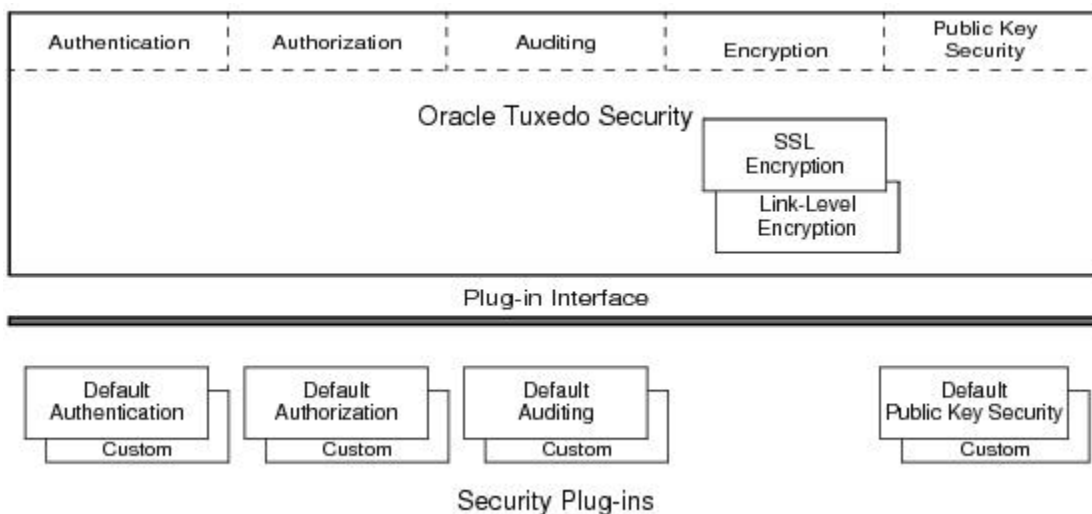 Authentication
Authorization
Auditing
Encryption
Public Key
Security
Oracle Tuxedo Security
SSL
Encryption
Link-Level
Encryption
Plug-in Interface
Default
Authentication
Custom
Default
Authorization
Custom
Default
Auditing
Custom
Default
Public Key Security
Custom
Security Plug-ins